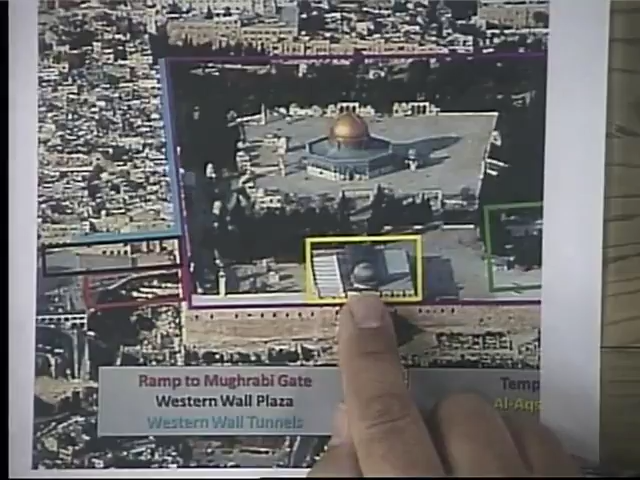 Ramp to Mughrabi Gate
Western Wall Plaza
Western Wall Tunnels
Temp
Al-Aqs